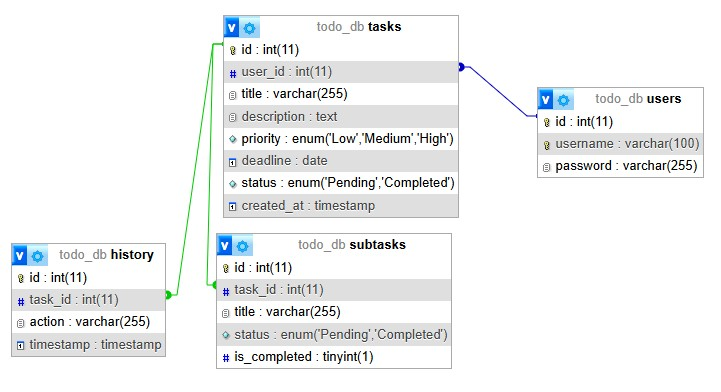 v todo_db tasks
id : int(11)
# user_id : int(11)
title : varchar(255)
description : text
priority : enum('Low','Medium','High')
deadline : date
status : enum('Pending','Completed')
created_at : timestamp
v todo_db users
id : int(11)
username : varchar(100)
password : varchar(255)
v todo_db history
id : int(11)
# task_id : int(11)
action : varchar(255)
timestamp : timestamp
v todo_db subtasks
id : int(11)
# task_id : int(11)
title : varchar(255)
status : enum('Pending','Completed')
# is_completed : tinyint(1)